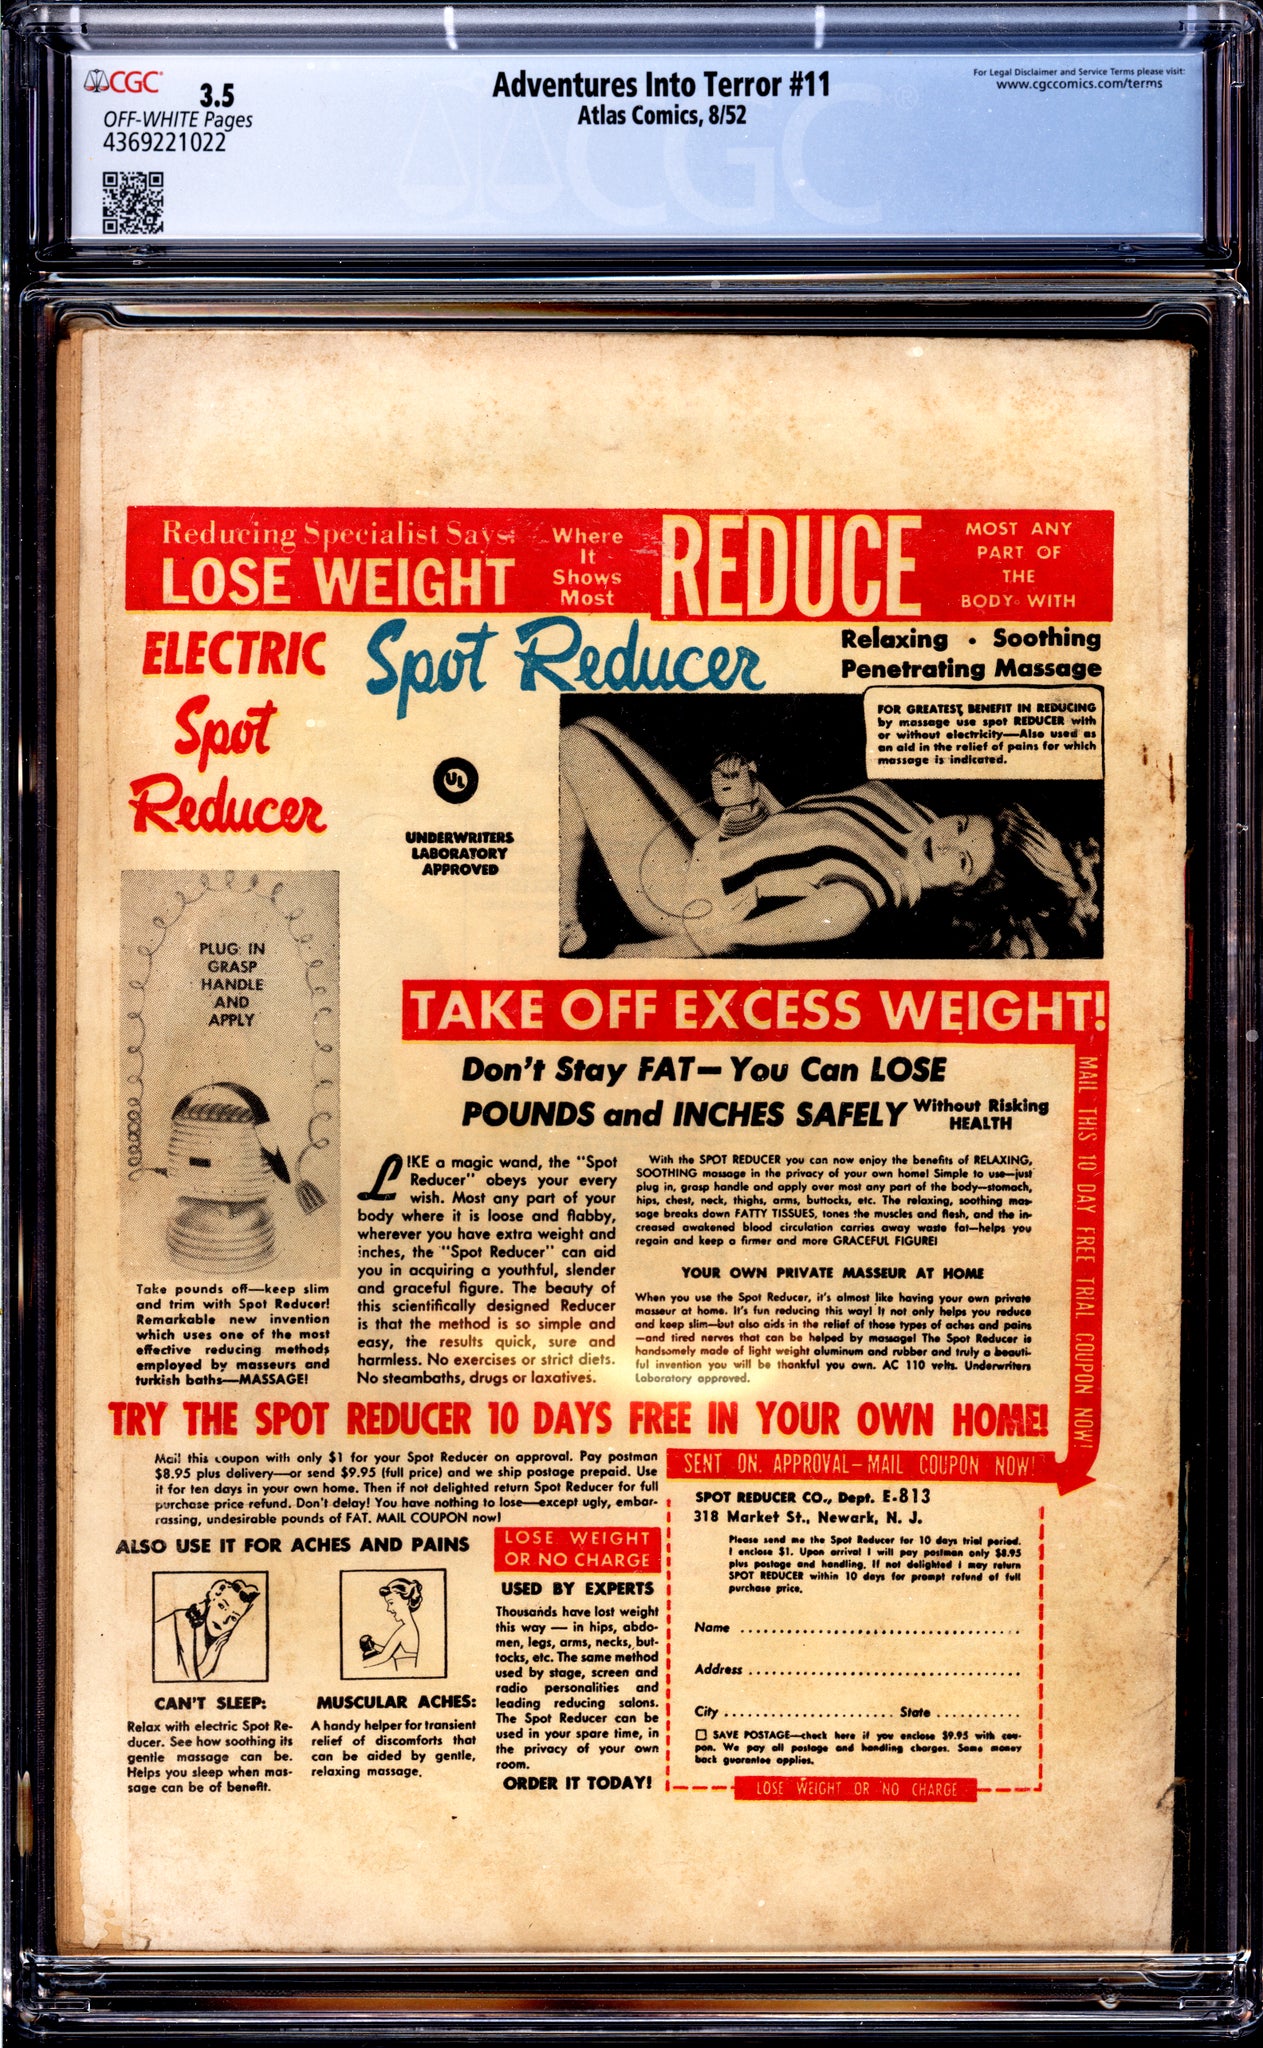 CGC
3.5
OFF-WHITE Pages
4369221022
Adventures Into Terror #11
Atlas Comics, 8/52
For Legal Disclaimer and Service Terms please visit:
www.cgccomics.com/terms
CGC
Reducing Specialist Says:
LOSE WEIGHT
Where
It
Shows
Most
REDUCE
MOST ANY
PART OF
THE
BODY WITH
ELECTRIC
Spot
Reducer
Spot Reducer
Relaxing • Soothing
Penetrating Massage
FOR GREATEST BENEFIT IN REDUCING
by massage use spot REDUCER with
or without electricity—Also used as
an aid in the relief of pains for which
massage is indicated.
UL
UNDERWRITERS
LABORATORY
APPROVED
PLUG IN
GRASP
HANDLE
AND
APPLY
TAKE OFF EXCESS WEIGHT!
Don't Stay FAT—You Can LOSE
POUNDS and INCHES SAFELY Without Risking
HEALTH
MAIL THIS 10 DAY FREE TRIAL COUPON NOW!
Take pounds off—keep slim
and trim with Spot Reducer!
Remarkable new invention
which uses one of the most
effective reducing methods
employed by masseurs and
turkish baths—MASSAGE!
LIKE a magic wand, the "Spot
Reducer" obeys your every
wish. Most any part of your
body where it is loose and flabby,
wherever you have extra weight and
inches, the "Spot Reducer" can aid
you in acquiring a youthful, slender
and graceful figure. The beauty of
this scientifically designed Reducer
is that the method is so simple and
easy, the results quick, sure and
harmless. No exercises or strict diets.
No steambaths, drugs or laxatives.
With the SPOT REDUCER you can now enjoy the benefits of RELAXING,
SOOTHING massage in the privacy of your own home! Simple to use—just
plug in, grasp handle and apply over most any part of the body—stomach,
hips, chest, neck, thighs, arms, buttocks, etc. The relaxing, soothing mas-
sage breaks down FATTY TISSUES, tones the muscles and flesh, and the in-
creased awakened blood circulation carries away waste fat—helps you
regain and keep a firmer and more GRACEFUL FIGURE!
YOUR OWN PRIVATE MASSEUR AT HOME
When you use the Spot Reducer, it's almost like having your own private
masseur at home. It's fun reducing this way! It not only helps you reduce
and keep slim—but also aids in the relief of those types of aches and pains
—and tired nerves that can be helped by massage! The Spot Reducer is
handsomely made of light weight aluminum and rubber and truly a beauti-
ful invention you will be thankful you own. AC 110 volts. Underwriters
Laboratory approved.
TRY THE SPOT REDUCER 10 DAYS FREE IN YOUR OWN HOME!
Mail this coupon with only $1 for your Spot Reducer on approval. Pay postman
$8.95 plus delivery—or send $9.95 (full price) and we ship postage prepaid. Use
it for ten days in your own home. Then if not delighted return Spot Reducer for full
purchase price refund. Don't delay! You have nothing to lose—except ugly, embar-
rassing, undesirable pounds of FAT. MAIL COUPON now!
ALSO USE IT FOR ACHES AND PAINS
CAN'T SLEEP:
Relax with electric Spot Re-
ducer. See how soothing its
gentle massage can be.
Helps you sleep when mas-
sage can be of benefit.
MUSCULAR ACHES:
A handy helper for transient
relief of discomforts that
can be aided by gentle,
relaxing massage.
LOSE WEIGHT
OR NO CHARGE
USED BY EXPERTS
Thousands have lost weight
this way — in hips, abdo-
men, legs, arms, necks, but-
tocks, etc. The same method
used by stage, screen and
radio personalities and
leading reducing salons.
The Spot Reducer can be
used in your spare time, in
the privacy of your own
room.
ORDER IT TODAY!
SENT ON APPROVAL—MAIL COUPON NOW!
SPOT REDUCER CO., Dept. E-813
318 Market St., Newark, N. J.
Please send me the Spot Reducer for 10 days trial period.
I enclose $1. Upon arrival I will pay postman only $8.95
plus postage and handling. If not delighted I may return
SPOT REDUCER within 10 days for prompt refund of full
purchase price.
Name
Address
City State
SAVE POSTAGE—check here if you enclose $9.95 with cou-
pon. We pay all postage and handling charges. Same money
back guarantee applies.
LOSE WEIGHT OR NO CHARGE